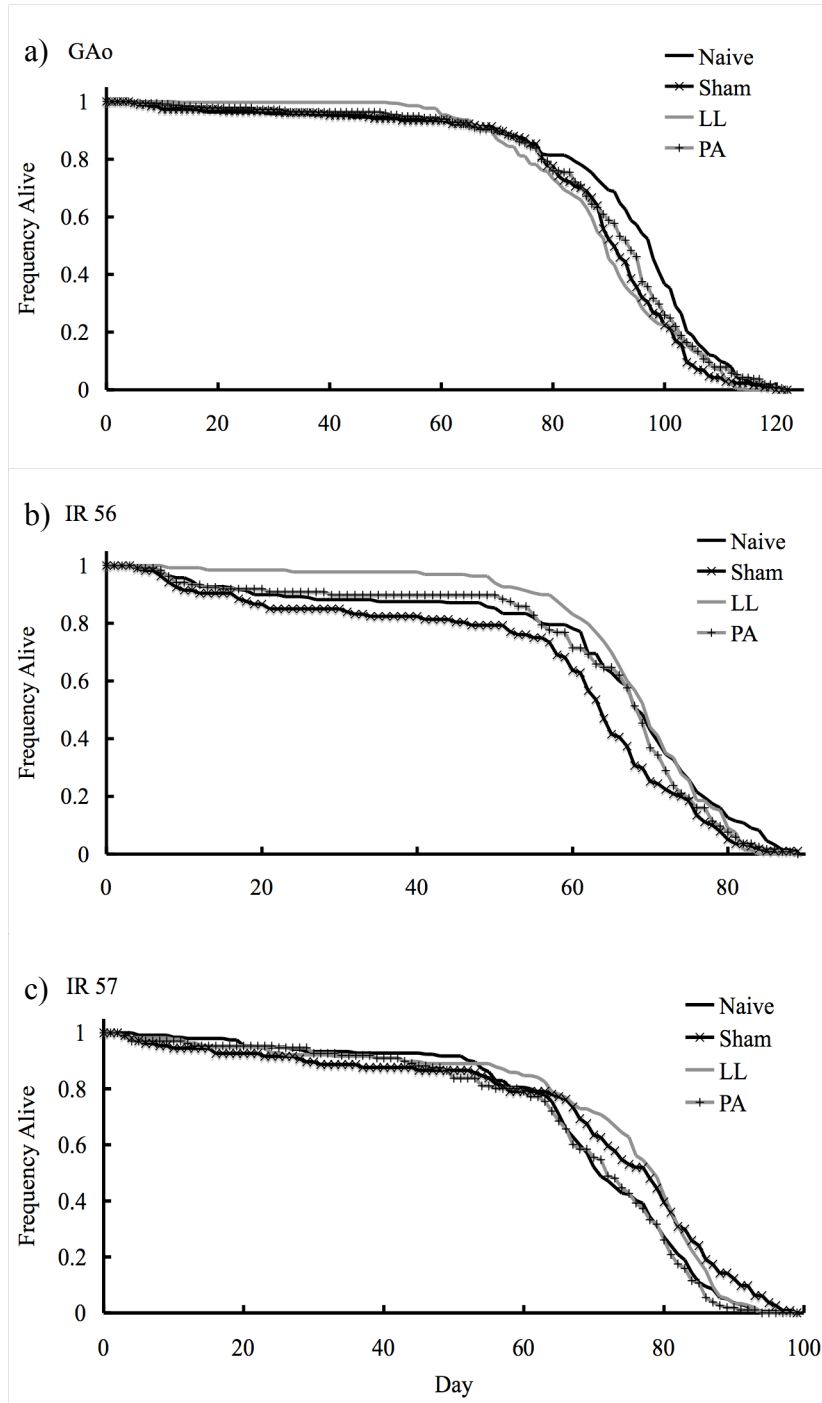 a) GAo
Naive
Sham
LL
PA
1
0.8
0.6
0.4
0.2
0
Frequency Alive
0 20 40 60 80 100 120
b) IR 56
Naive
Sham
LL
PA
1
0.8
0.6
0.4
0.2
0
Frequency Alive
0 20 40 60 80
c) IR 57
Naive
Sham
LL
PA
1
0.8
0.6
0.4
0.2
0
Frequency Alive
0 20 40 60 80 100
Day